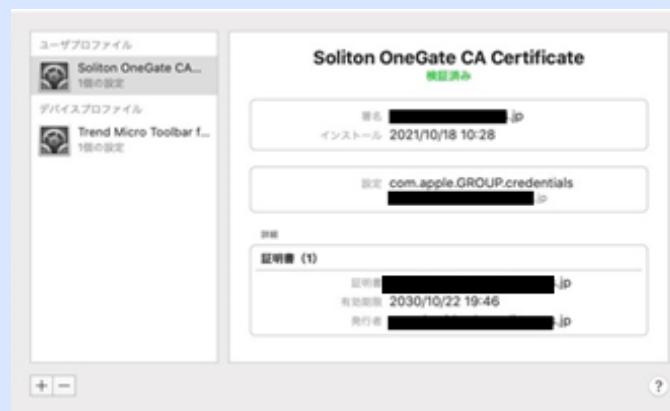 ユーザプロファイル
Soliton OneGate CA...
1個の設定
デバイスプロファイル
Trend Micro Toolbar f...
1個の設定
Soliton OneGate CA Certificate
検証済み
署名 .jp
インストール 2021/10/18 10:28
設定 com.apple.GROUP.credentials
.jp
詳細
証明書（1）
証明書 .jp
有効期限 2030/10/22 19:46
発行者 .jp
+ −
?